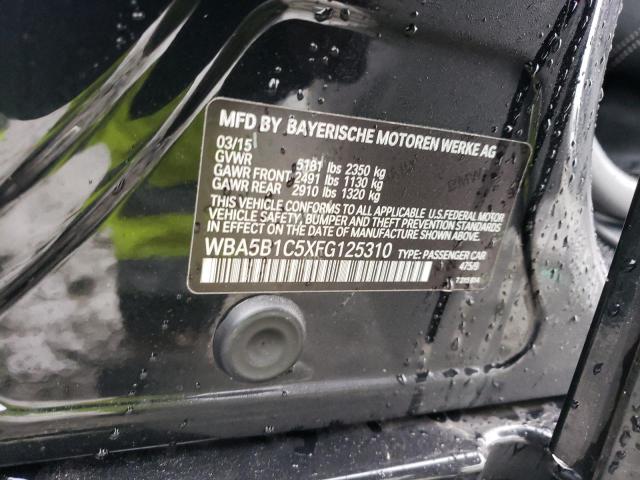 MFD BY BAYERISCHE MOTOREN WERKE AG
03/15
GVWR 5181 lbs 2350 kg
GAWR FRONT 2491 lbs 1130 kg
GAWR REAR 2910 lbs 1320 kg
THIS VEHICLE CONFORMS TO ALL APPLICABLE U.S. FEDERAL MOTOR
VEHICLE SAFETY, BUMPER AND THEFT PREVENTION STANDARDS
IN EFFECT ON THE DATE OF MANUFACTURE SHOWN ABOVE.
WBA5B1C5XFG125310 TYPE: PASSENGER CAR